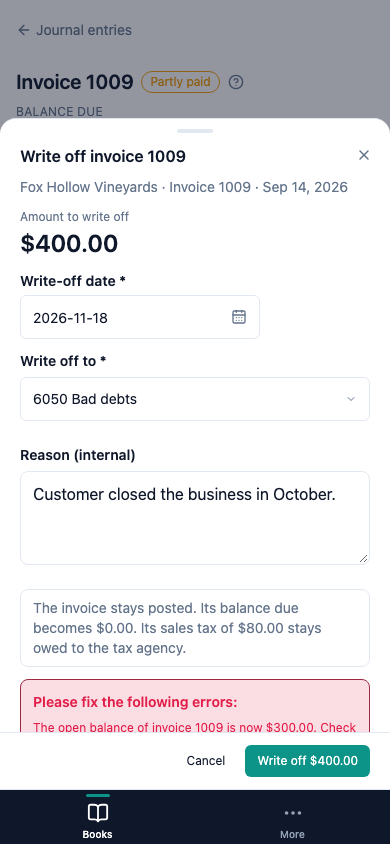 Journal entries
Invoice 1009 Partly paid
BALANCE DUE
Write off invoice 1009
Fox Hollow Vineyards · Invoice 1009 · Sep 14, 2026
Amount to write off
$400.00
Write-off date *
2026-11-18
Write off to *
6050 Bad debts
Reason (internal)
Customer closed the business in October.
The invoice stays posted. Its balance due
becomes $0.00. Its sales tax of $80.00 stays
owed to the tax agency.
Please fix the following errors:
The open balance of invoice 1009 is now $300.00. Check
Cancel Write off $400.00
Books More